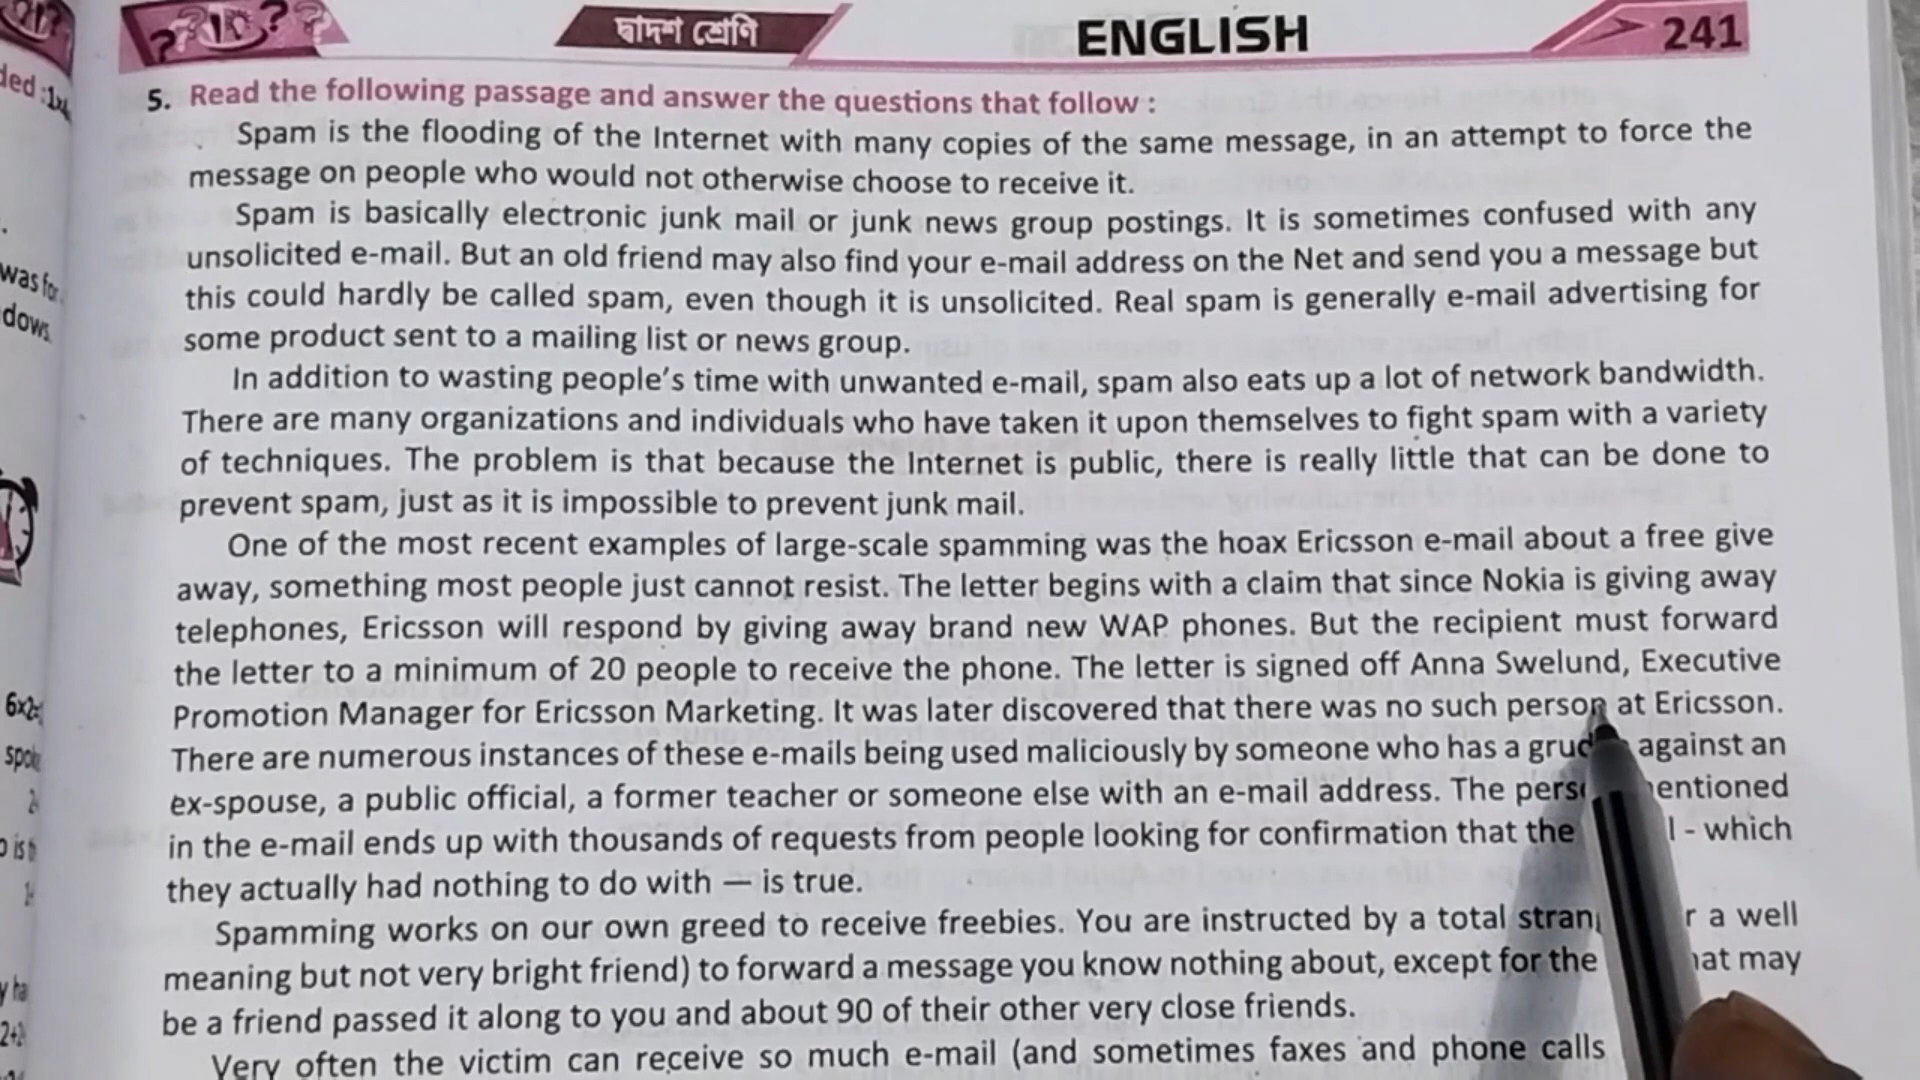 দ্বাদশ শ্রেণি
ENGLISH
241
5. Read the following passage and answer the questions that follow :
Spam is the flooding of the Internet with many copies of the same message, in an attempt to force the
message on people who would not otherwise choose to receive it.
Spam is basically electronic junk mail or junk news group postings. It is sometimes confused with any
unsolicited e-mail. But an old friend may also find your e-mail address on the Net and send you a message but
this could hardly be called spam, even though it is unsolicited. Real spam is generally e-mail advertising for
some product sent to a mailing list or news group.
In addition to wasting people's time with unwanted e-mail, spam also eats up a lot of network bandwidth.
There are many organizations and individuals who have taken it upon themselves to fight spam with a variety
of techniques. The problem is that because the Internet is public, there is really little that can be done to
prevent spam, just as it is impossible to prevent junk mail.
One of the most recent examples of large-scale spamming was the hoax Ericsson e-mail about a free give
away, something most people just cannot resist. The letter begins with a claim that since Nokia is giving away
telephones, Ericsson will respond by giving away brand new WAP phones. But the recipient must forward
the letter to a minimum of 20 people to receive the phone. The letter is signed off Anna Swelund, Executive
Promotion Manager for Ericsson Marketing. It was later discovered that there was no such person at Ericsson.
There are numerous instances of these e-mails being used maliciously by someone who has a against an
ex-spouse, a public official, a former teacher or someone else with an e-mail address. The
in the e-mail ends up with thousands of requests from people looking for confirmation that the - which
they actually had nothing to do with — is true.
Spamming works on our own greed to receive freebies. You are instructed by a total a well
meaning but not very bright friend) to forward a message you know nothing about, except for the may
be a friend passed it along to you and about 90 of their other very close friends.
Very often the victim can receive so much e-mail (and sometimes faxes and phone calls